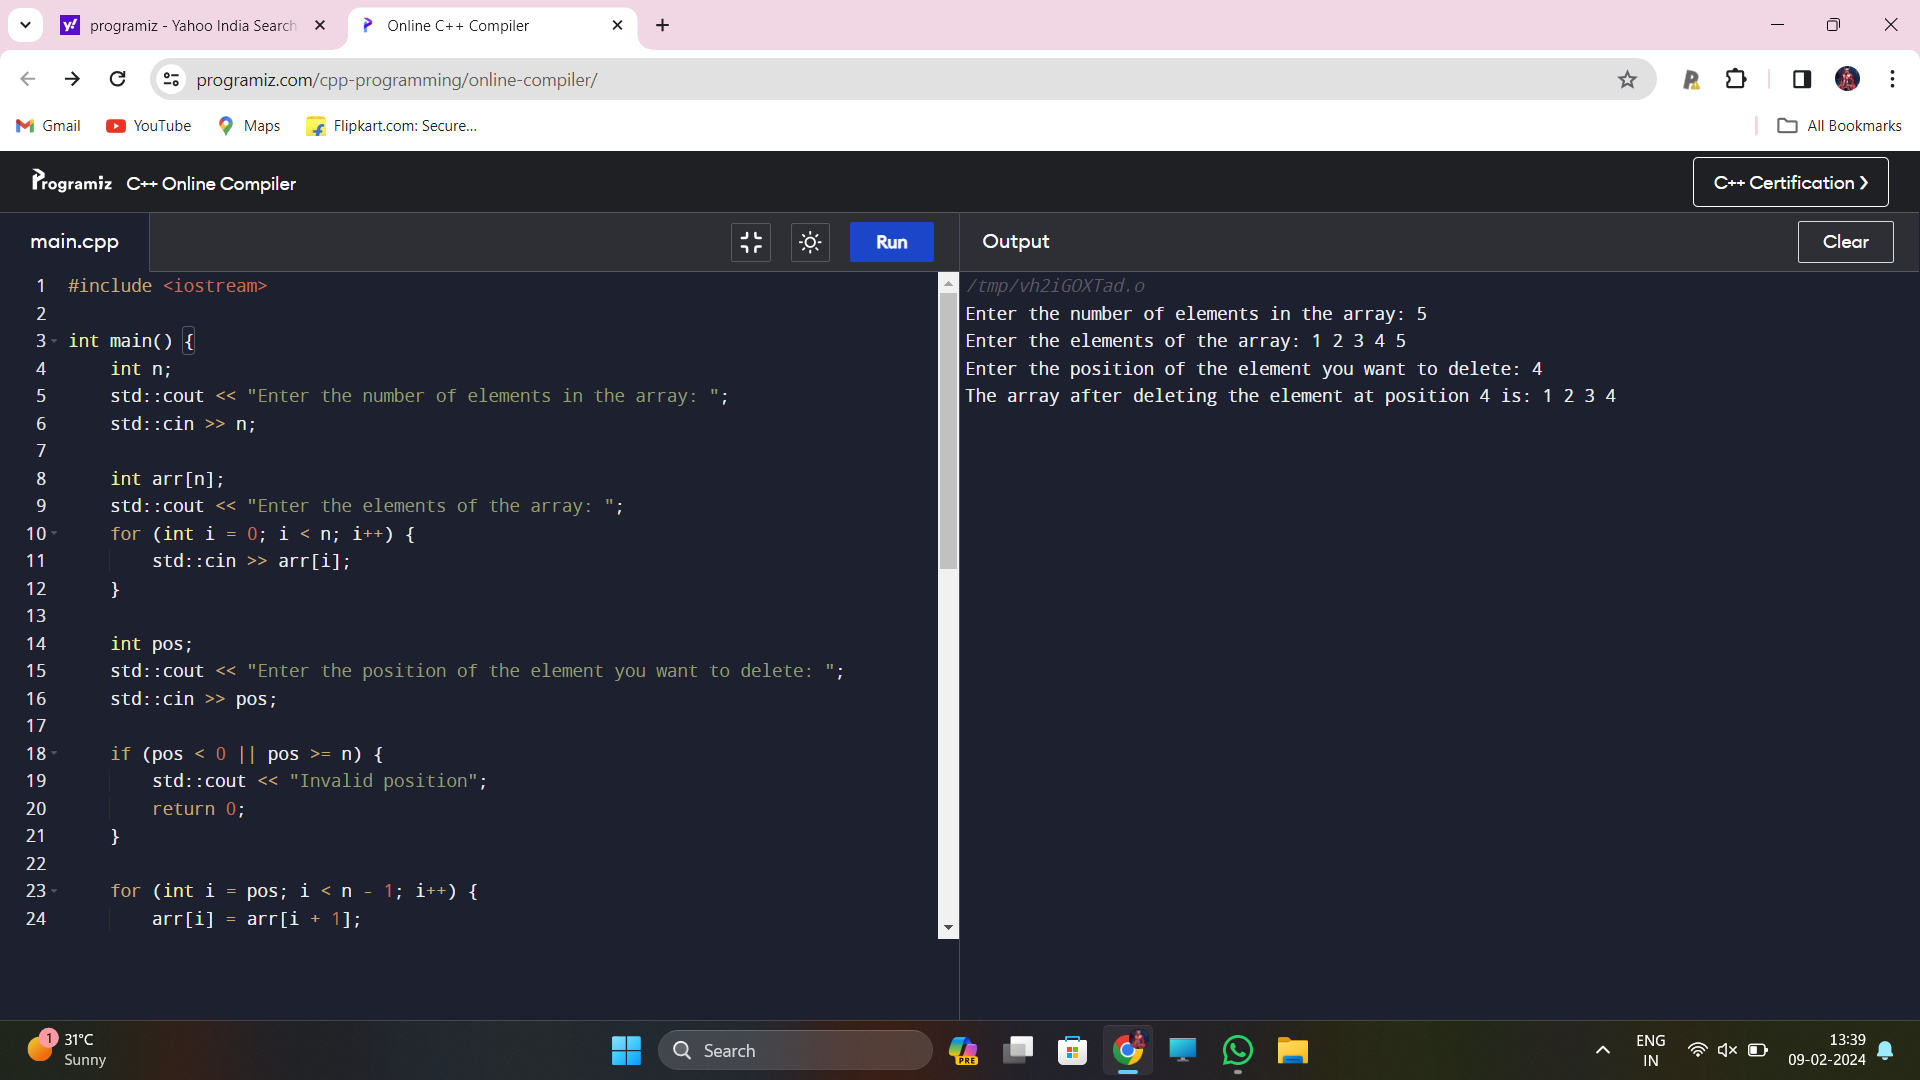 programiz - Yahoo India Search
Online C++ Compiler
programiz.com/cpp-programming/online-compiler/
Gmail
YouTube
Maps
Flipkart.com: Secure...
All Bookmarks
Programiz C++ Online Compiler
C++ Certification >
main.cpp
Run
Output
Clear
1 #include <iostream>
2
3 int main() {
4     int n;
5     std::cout << "Enter the number of elements in the array: ";
6     std::cin >> n;
7
8     int arr[n];
9     std::cout << "Enter the elements of the array: ";
10     for (int i = 0; i < n; i++) {
11         std::cin >> arr[i];
12     }
13
14     int pos;
15     std::cout << "Enter the position of the element you want to delete: ";
16     std::cin >> pos;
17
18     if (pos < 0 || pos >= n) {
19         std::cout << "Invalid position";
20         return 0;
21     }
22
23     for (int i = pos; i < n - 1; i++) {
24         arr[i] = arr[i + 1];
/tmp/vh2iGOXTad.o
Enter the number of elements in the array: 5
Enter the elements of the array: 1 2 3 4 5
Enter the position of the element you want to delete: 4
The array after deleting the element at position 4 is: 1 2 3 4
1
31°C
Sunny
Search
PRE
ENG
IN
13:39
09-02-2024